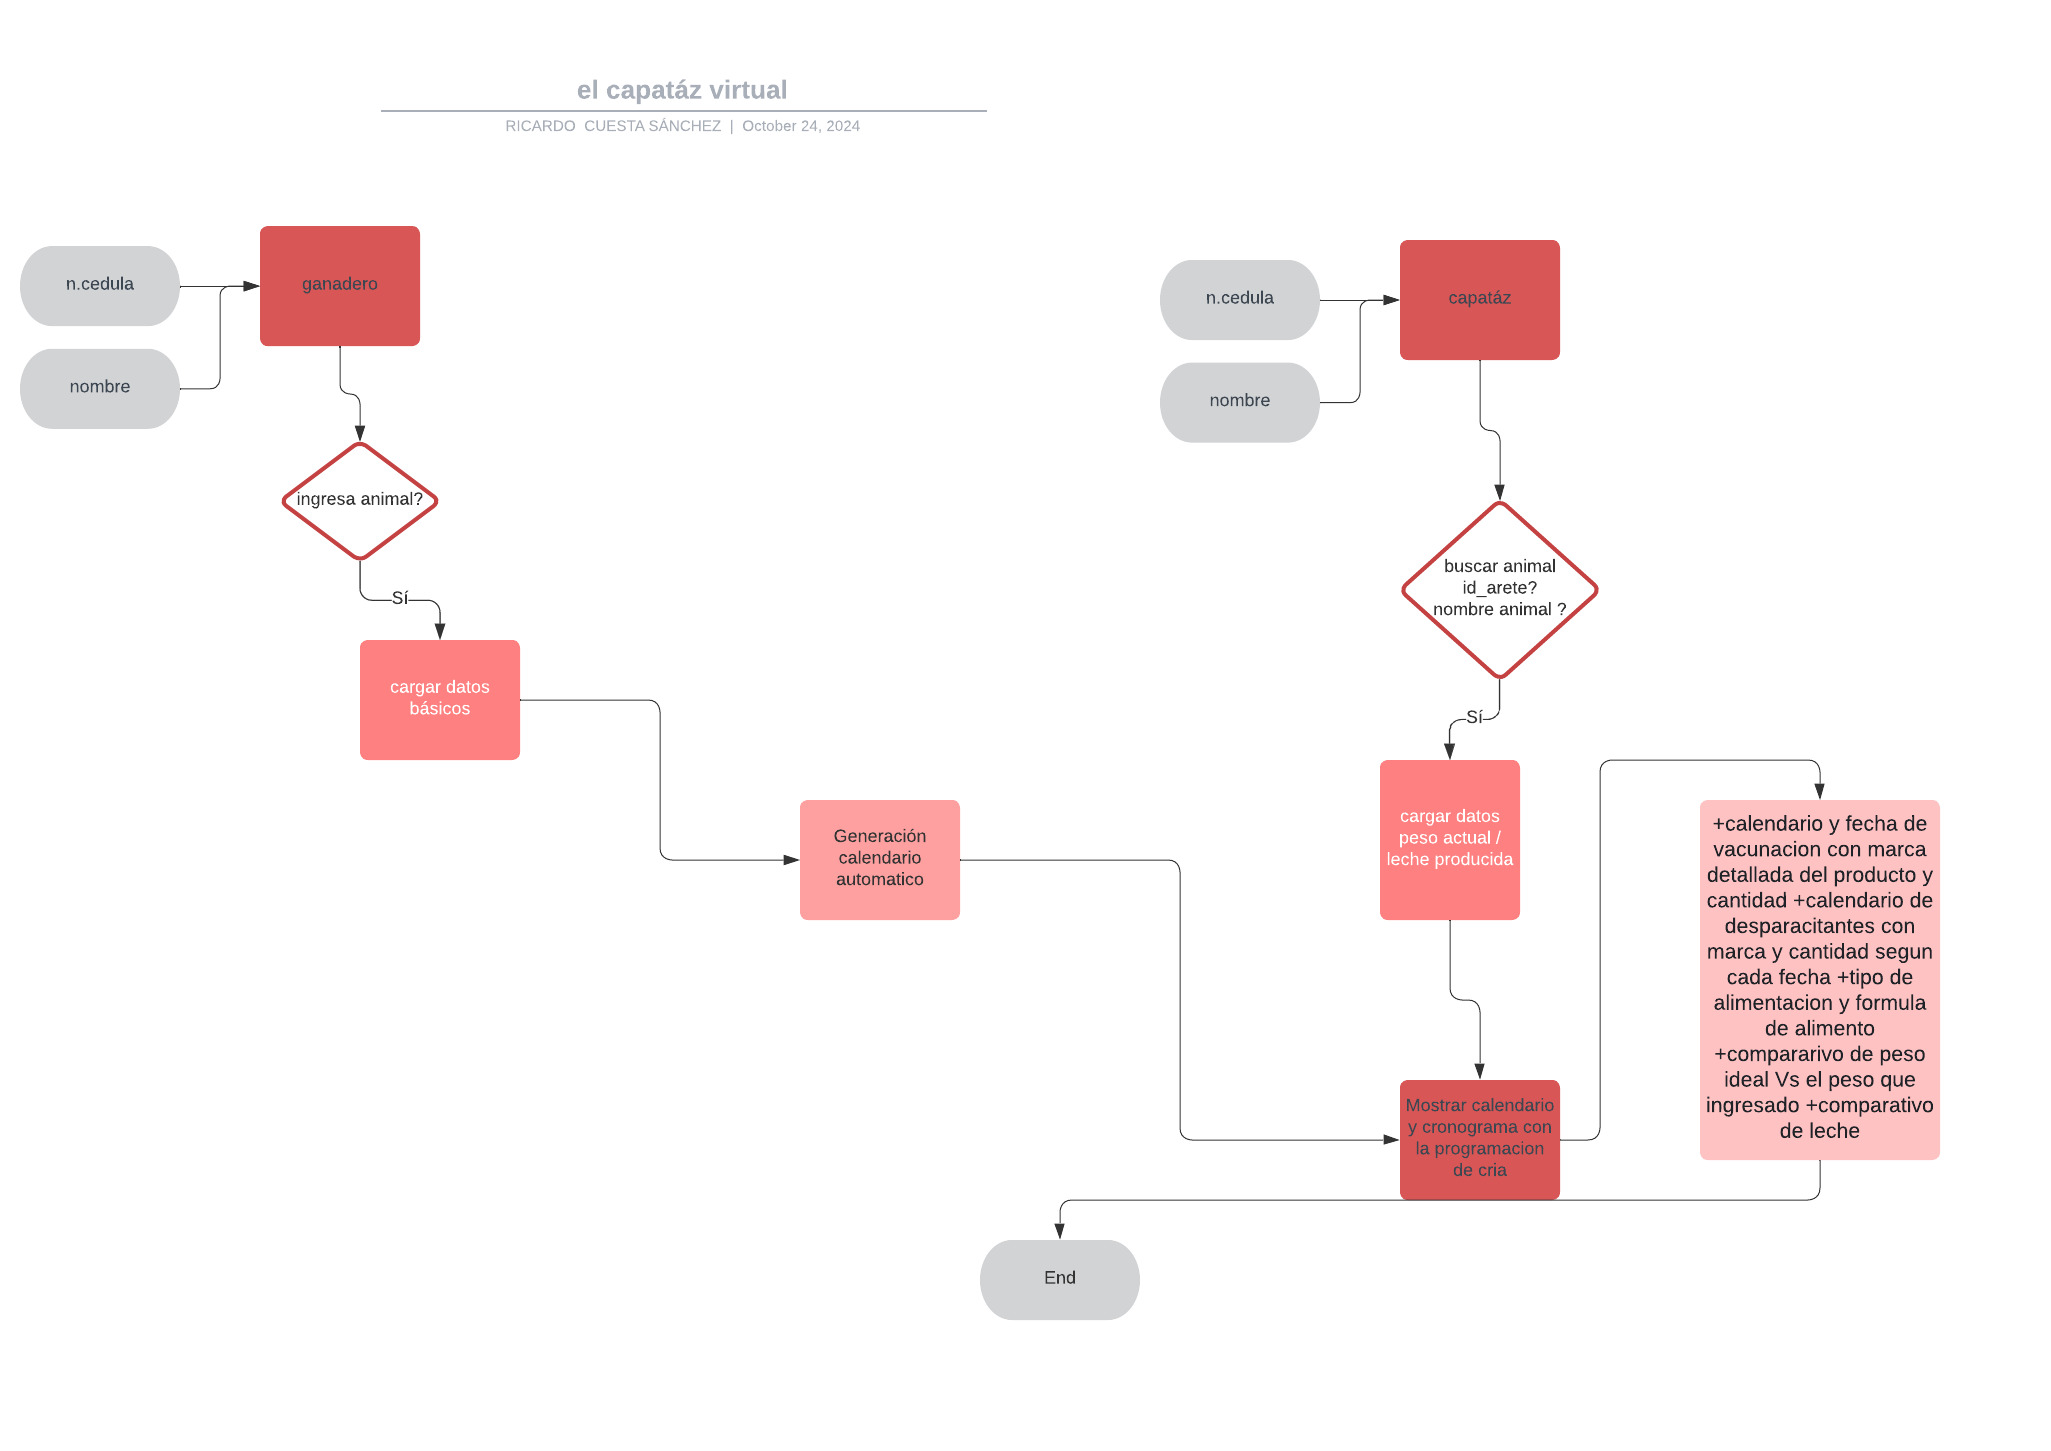 el capatáz virtual
RICARDO CUESTA SÁNCHEZ | October 24, 2024
n.cedula
nombre
ganadero
ingresa animal?
Sí
cargar datos
básicos
Generación
calendario
automatico
n.cedula
nombre
capatáz
buscar animal
id_arete?
nombre animal ?
Sí
cargar datos
peso actual /
leche producida
Mostrar calendario
y cronograma con
la programacion
de cria
+calendario y fecha de
vacunacion con marca
detallada del producto y
cantidad +calendario de
desparacitantes con
marca y cantidad segun
cada fecha +tipo de
alimentacion y formula
de alimento
+compararivo de peso
ideal Vs el peso que
ingresado +comparativo
de leche
End